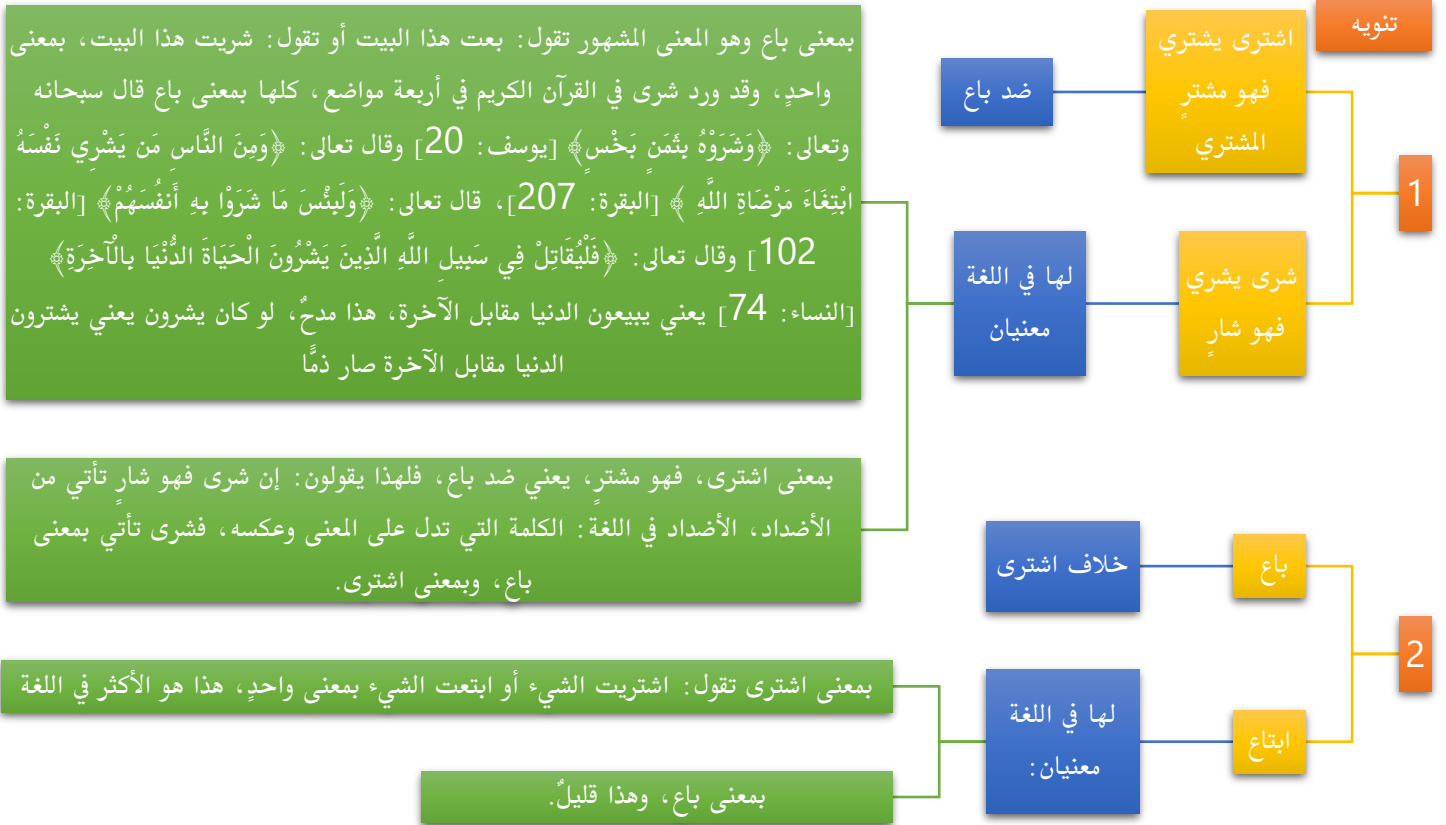 تنويه
1
اشترى يشتري
فهو مشترٍ
المشتري
ضد باع
شرى يشري
فهو شارٍ
لها في اللغة
معنيان
بمعنى باع وهو المعنى المشهور تقول: بعت هذا البيت أو تقول: شريت هذا البيت، بمعنى
واحدٍ، وقد ورد شرى في القرآن الكريم في أربعة مواضع، كلها بمعنى باع قال سبحانه
وتعالى: ﴿وَشَرَوْهُ بِثَمَنٍ بَخْسٍ﴾ [يوسف: 20] وقال تعالى: ﴿وَمِنَ النَّاسِ مَن يَشْرِي نَفْسَهُ
ابْتِغَاءَ مَرْضَاةِ اللَّهِ ﴾ [البقرة: 207]، قال تعالى: ﴿وَلَبِئْسَ مَا شَرَوْا بِهِ أَنفُسَهُمْ﴾ [البقرة:
102] وقال تعالى: ﴿فَلْيُقَاتِلْ فِي سَبِيلِ اللَّهِ الَّذِينَ يَشْرُونَ الْحَيَاةَ الدُّنْيَا بِالْآخِرَةِ﴾
[النساء: 74] يعني يبيعون الدنيا مقابل الآخرة، هذا مدحٌ، لو كان يشرون يعني يشترون
الدنيا مقابل الآخرة صار ذمًّا
بمعنى اشترى، فهو مشترٍ، يعني ضد باع، فلهذا يقولون: إن شرى فهو شارٍ تأتي من
الأضداد، الأضداد في اللغة: الكلمة التي تدل على المعنى وعكسه، فشرى تأتي بمعنى
باع، وبمعنى اشترى.
2
باع
خلاف اشترى
ابتاع
لها في اللغة
معنيان:
بمعنى اشترى تقول: اشتريت الشيء أو ابتعت الشيء بمعنى واحدٍ، هذا هو الأكثر في اللغة
بمعنى باع، وهذا قليلٌ.